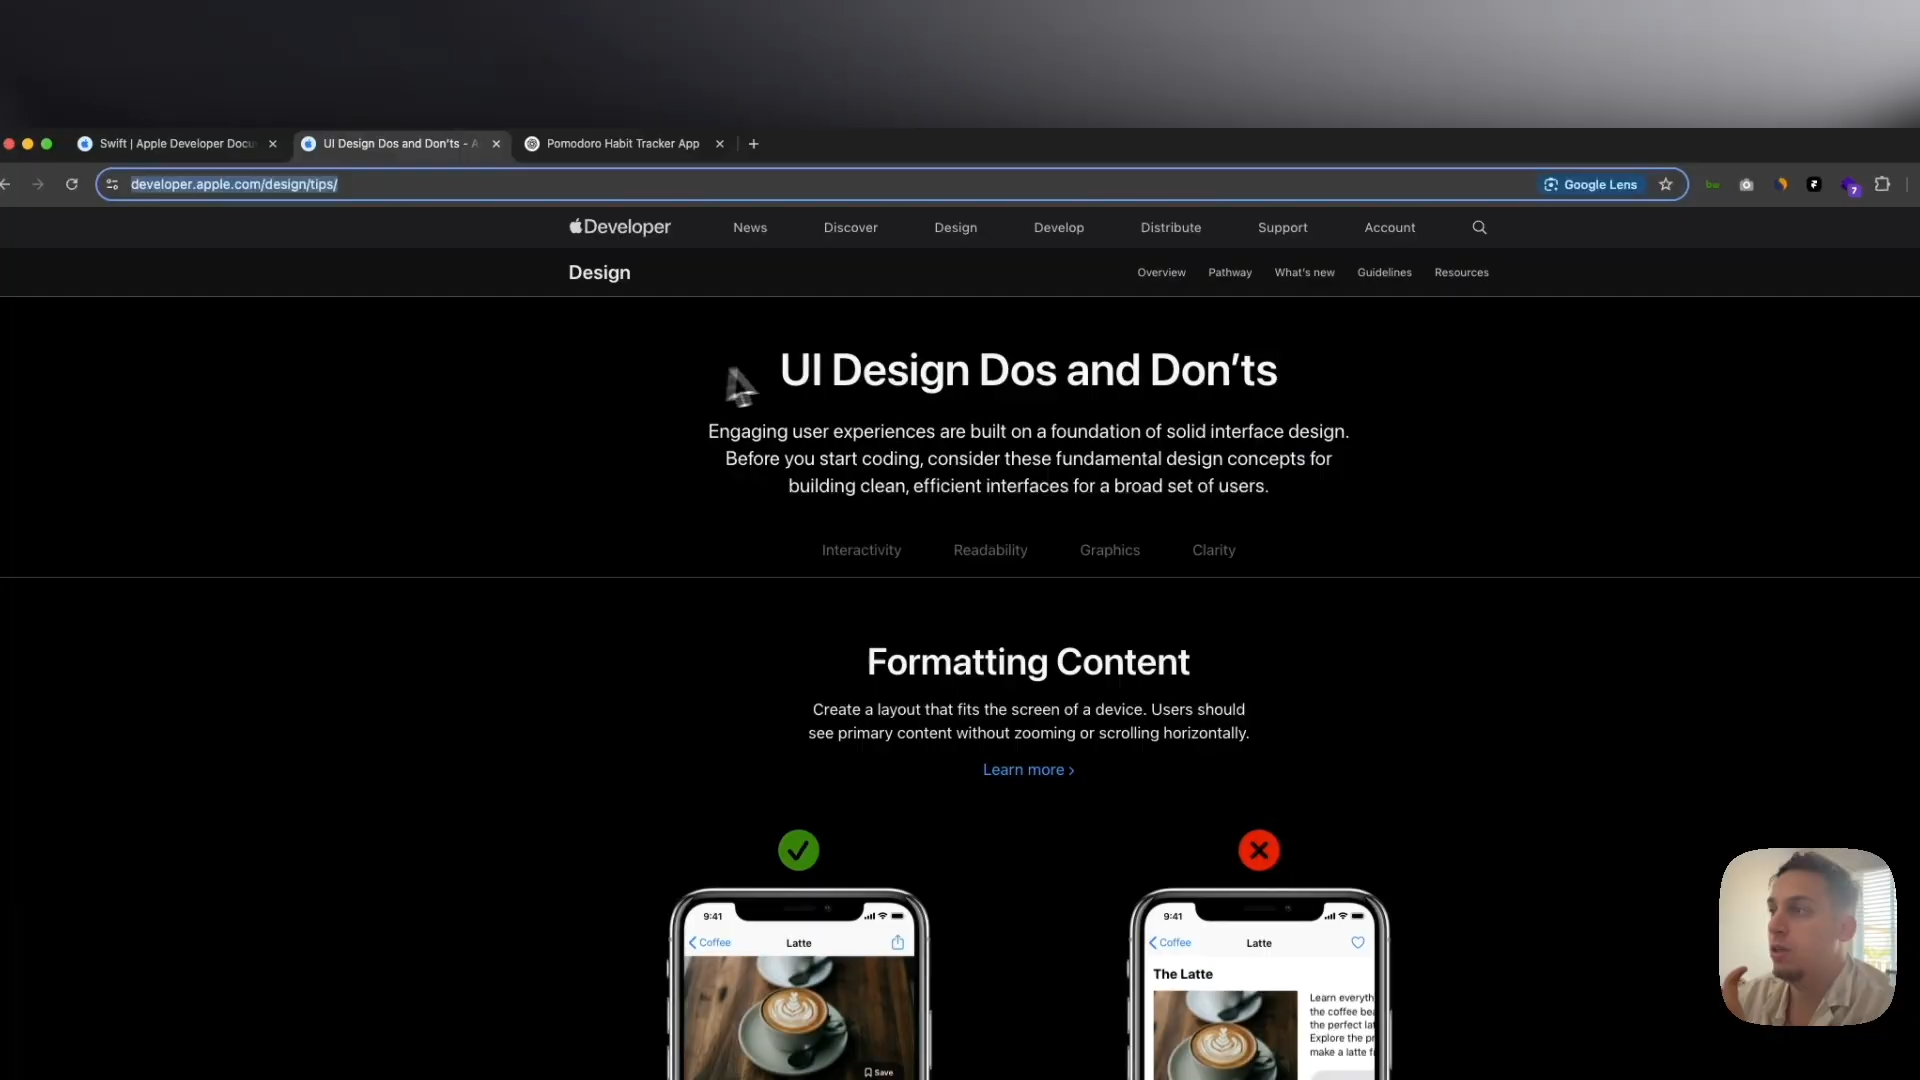 Swift | Apple Developer Docu
UI Design Dos and Don'ts - A
Pomodoro Habit Tracker App
developer.apple.com/design/tips/
Google Lens
7
Developer
News
Discover
Design
Develop
Distribute
Support
Account
Design
Overview
Pathway
What's new
Guidelines
Resources
UI Design Dos and Don’ts
Engaging user experiences are built on a foundation of solid interface design.
Before you start coding, consider these fundamental design concepts for
building clean, efficient interfaces for a broad set of users.
Interactivity
Readability
Graphics
Clarity
Formatting Content
Create a layout that fits the screen of a device. Users should
see primary content without zooming or scrolling horizontally.
Learn more ›
9:41
Coffee
Latte
Save
9:41
Coffee
Latte
The Latte
Learn everyth
the coffee bea
the perfect lat
Explore the pr
make a latte f